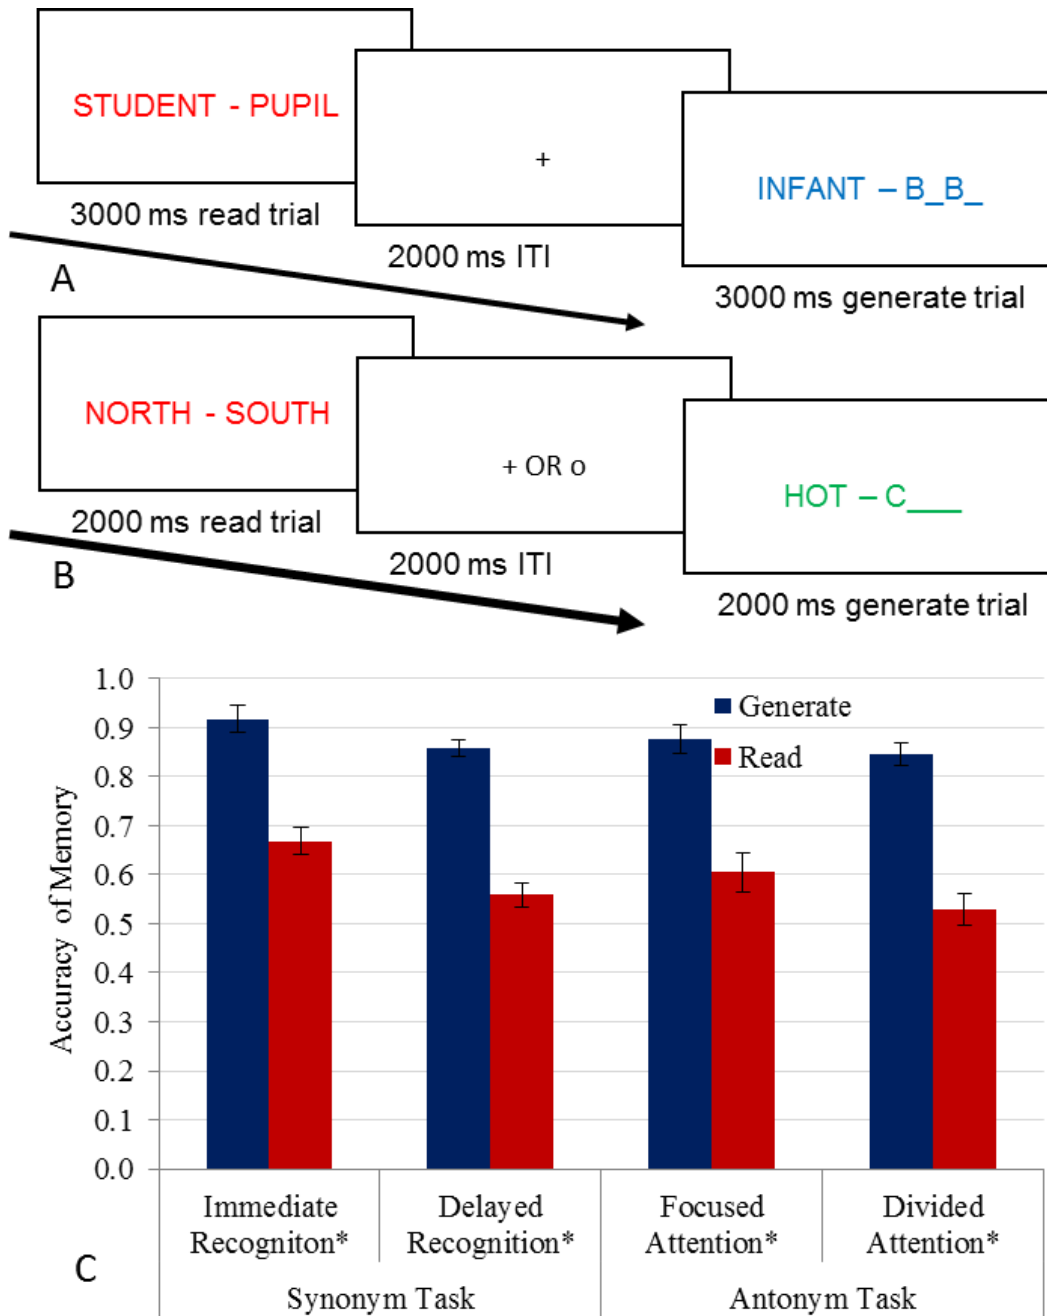 STUDENT - PUPIL
3000 ms read trial
+
2000 ms ITI
INFANT – B_B_
3000 ms generate trial
A
NORTH - SOUTH
2000 ms read trial
+ OR o
2000 ms ITI
HOT – C___
2000 ms generate trial
B
Accuracy of Memory
1.0
0.9
0.8
0.7
0.6
0.5
0.4
0.3
0.2
0.1
0.0
Generate
Read
Immediate
Recogniton*
Delayed
Recognition*
Focused
Attention*
Divided
Attention*
Synonym Task
Antonym Task
C